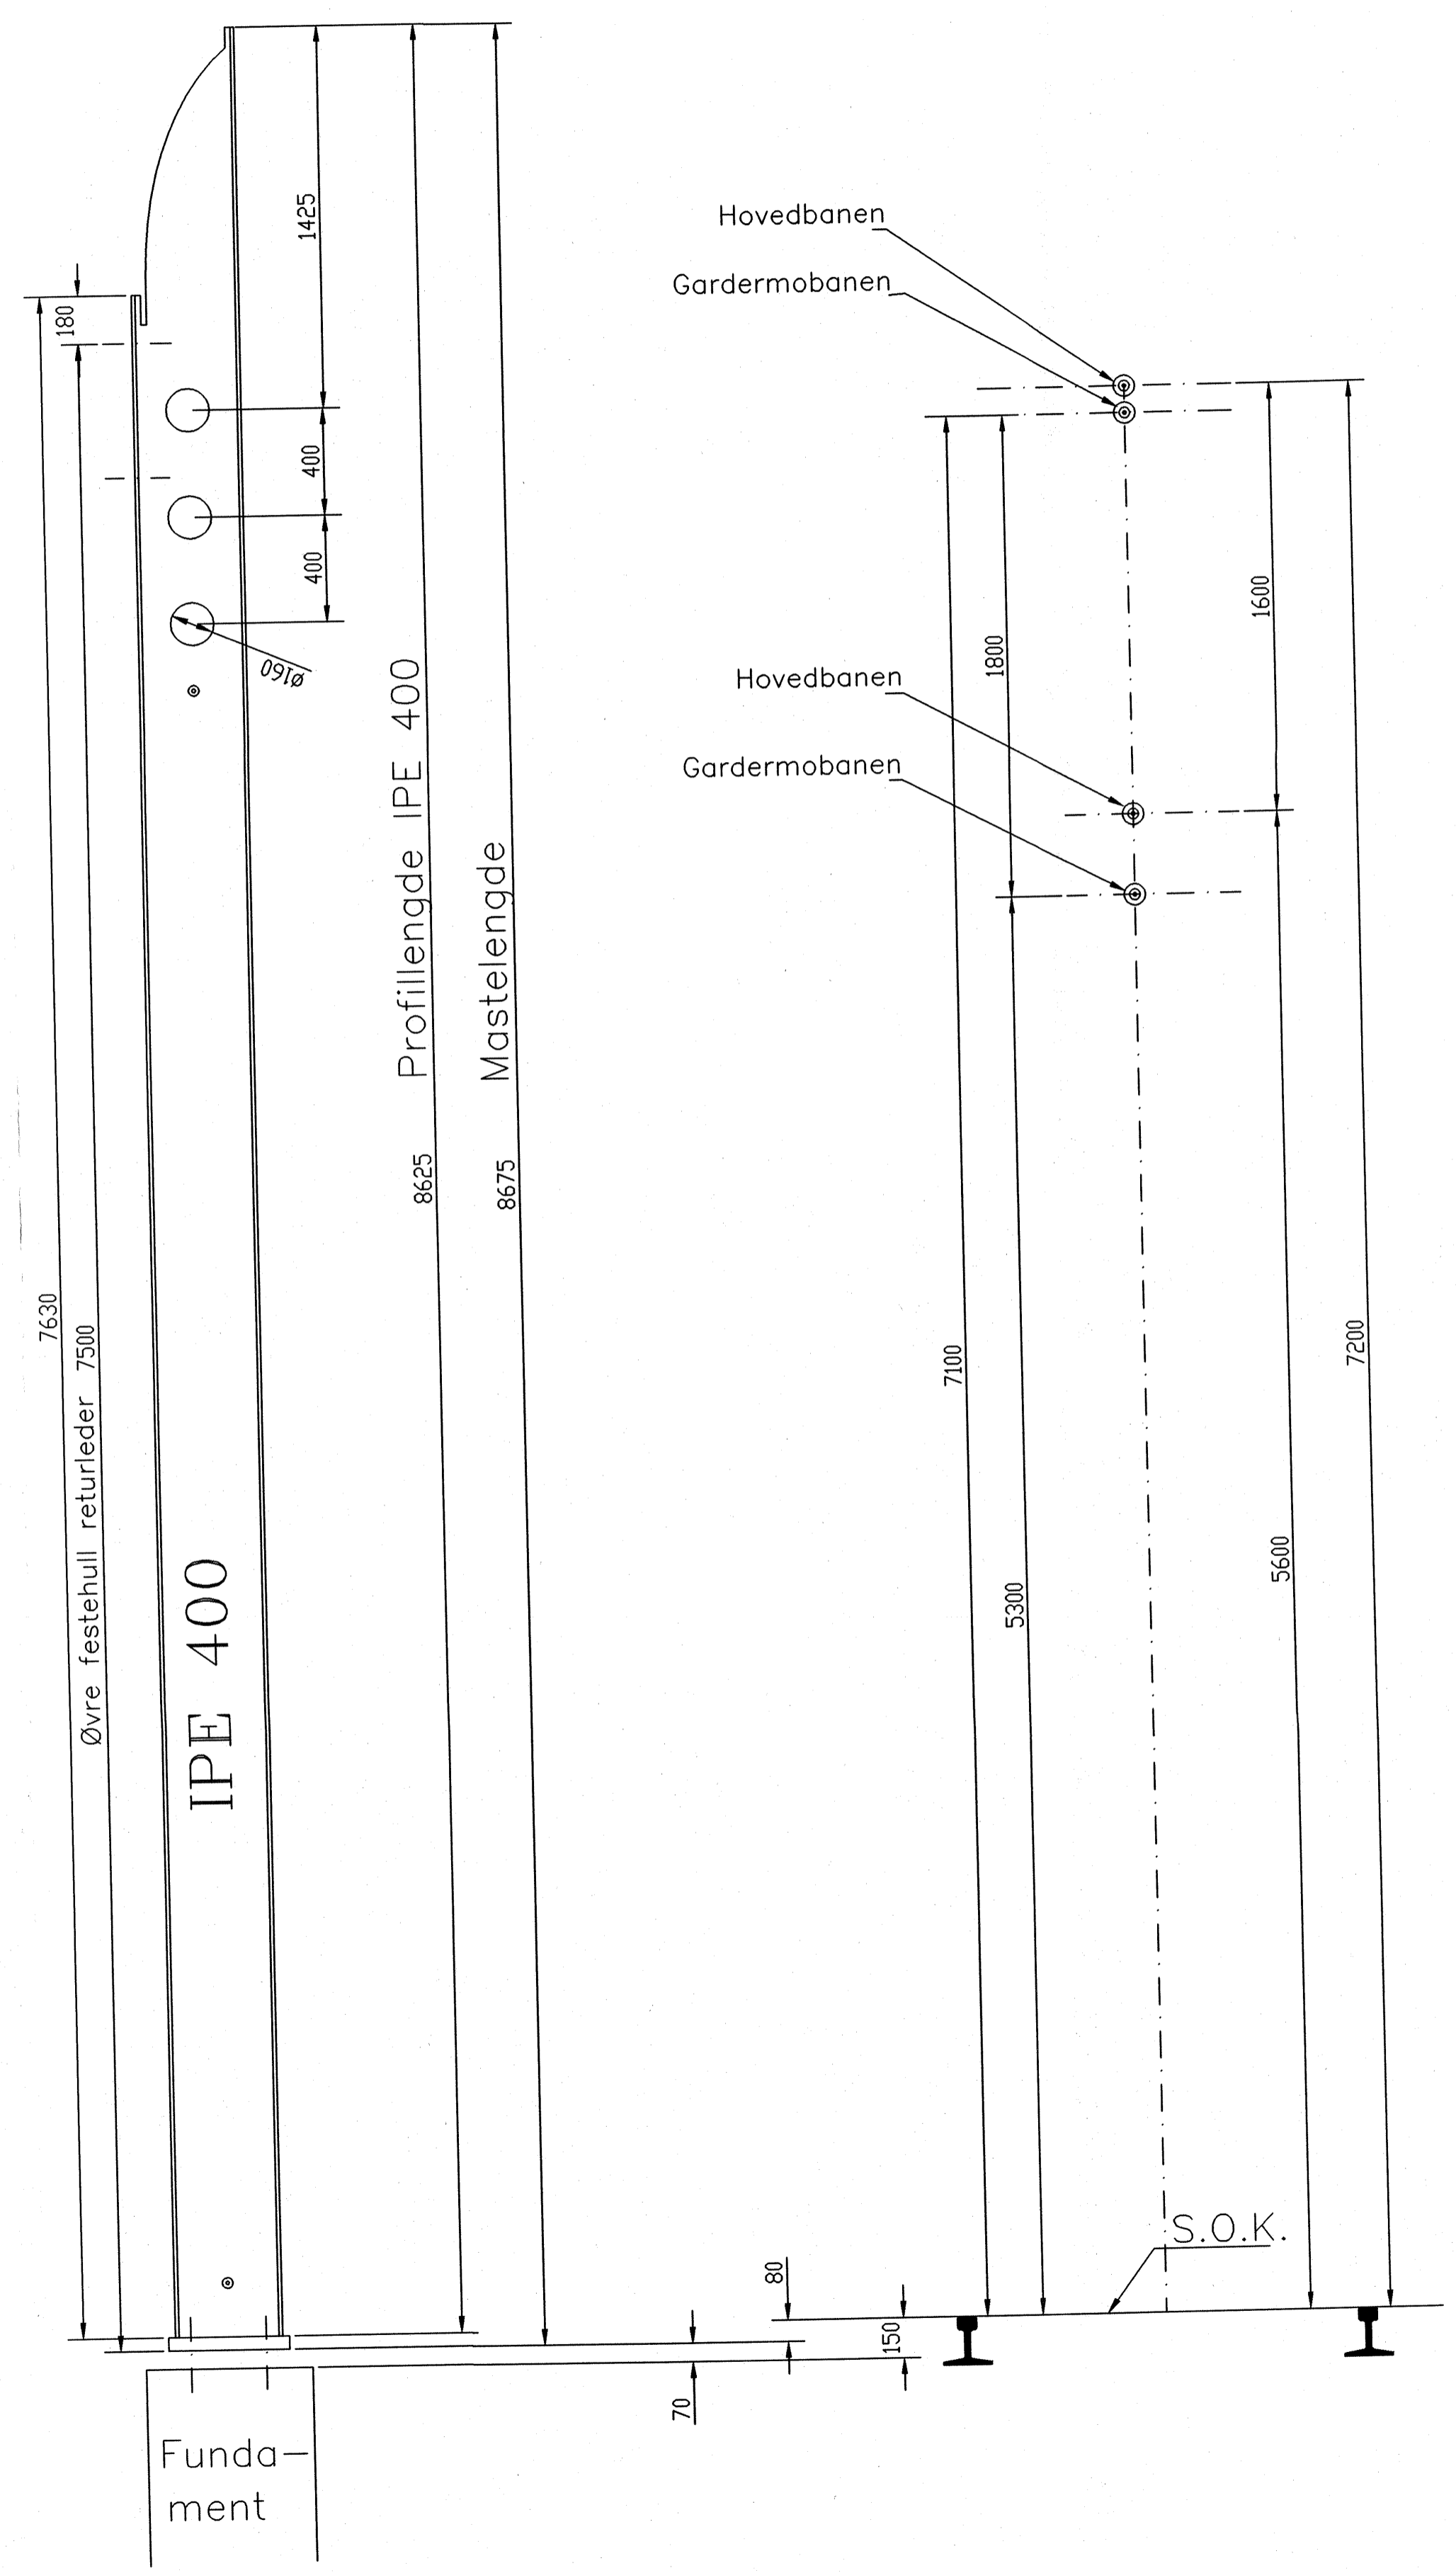 1425
Hovedbanen
Gardermobanen
180
400
400
ø160
1600
1800
Hovedbanen
Gardermobanen
Profillengde IPE 400
8625
Mastelengde
8675
7630
Øvre festehull returleder 7500
7100
7200
5300
5600
IPE 400
S.O.K.
80
150
70
Funda-
ment